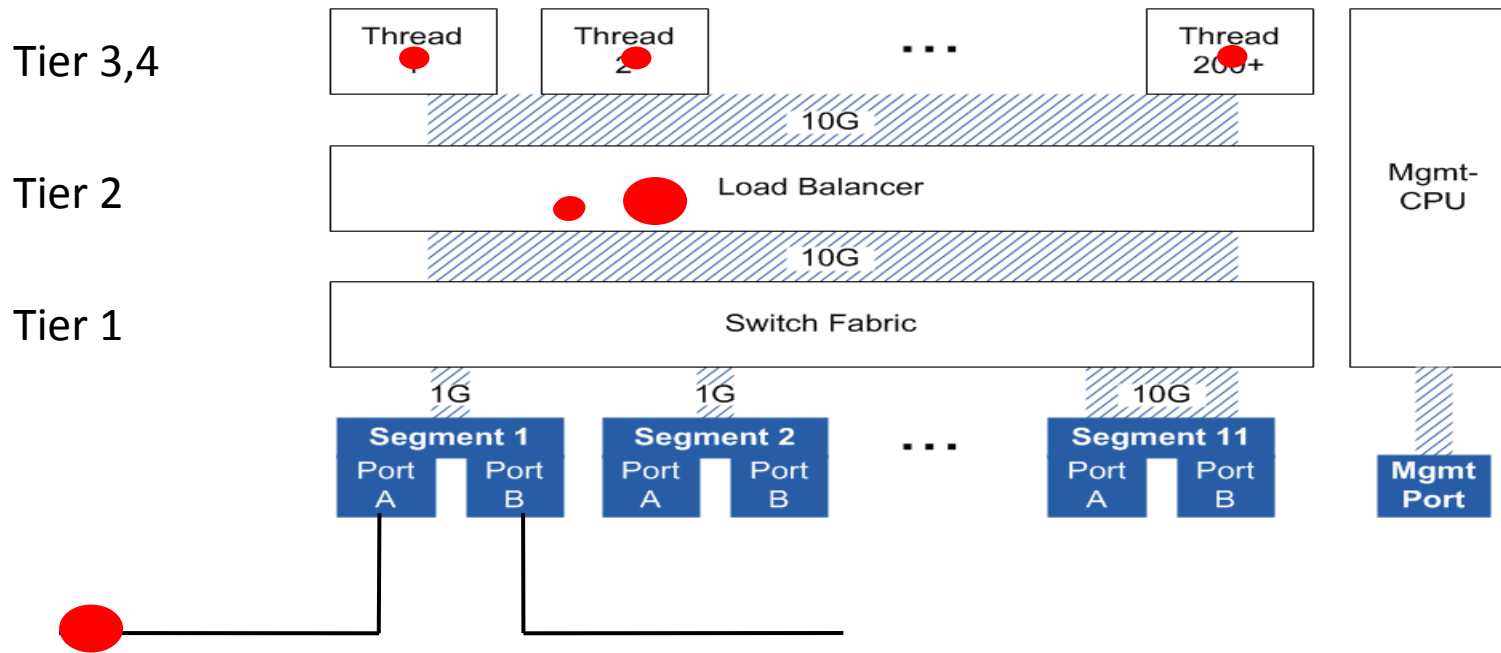 Tier 3,4
Thread
Thread
2
...
Thread
200+
10G
Tier 2
Load Balancer
Mgmt-
CPU
10G
Tier 1
Switch Fabric
1G
1G
10G
Segment 1
Segment 2
...
Segment 11
Port
A
Port
B
Port
A
Port
B
Port
A
Port
B
Mgmt
Port